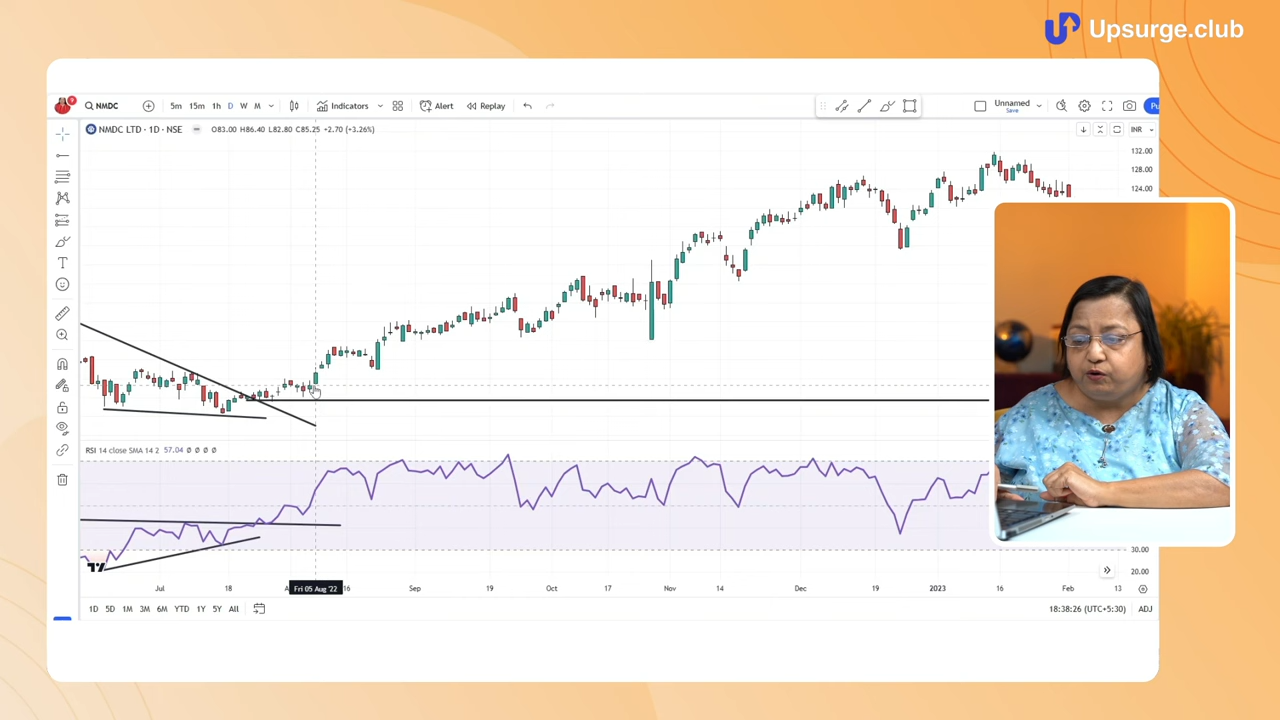 Upsurge.club
NMDC
5m 15m 1h D W M
Indicators
Alert
Replay
Unnamed
Save
NMDC LTD · 1D · NSE
O83.00 H86.40 L82.80 C85.25 +2.70 (+3.26%)
INR
132.00
128.00
124.00
RSI 14 close SMA 14 2 57.04 Ø Ø Ø Ø
30.00
20.00
Jul 18 Fri 05 Aug '22 16 Sep 19 Oct 17 Nov 14 Dec 19 2023 16 Feb 13
1D 5D 1M 3M 6M YTD 1Y 5Y All
18:38:26 (UTC+5:30)
ADJ